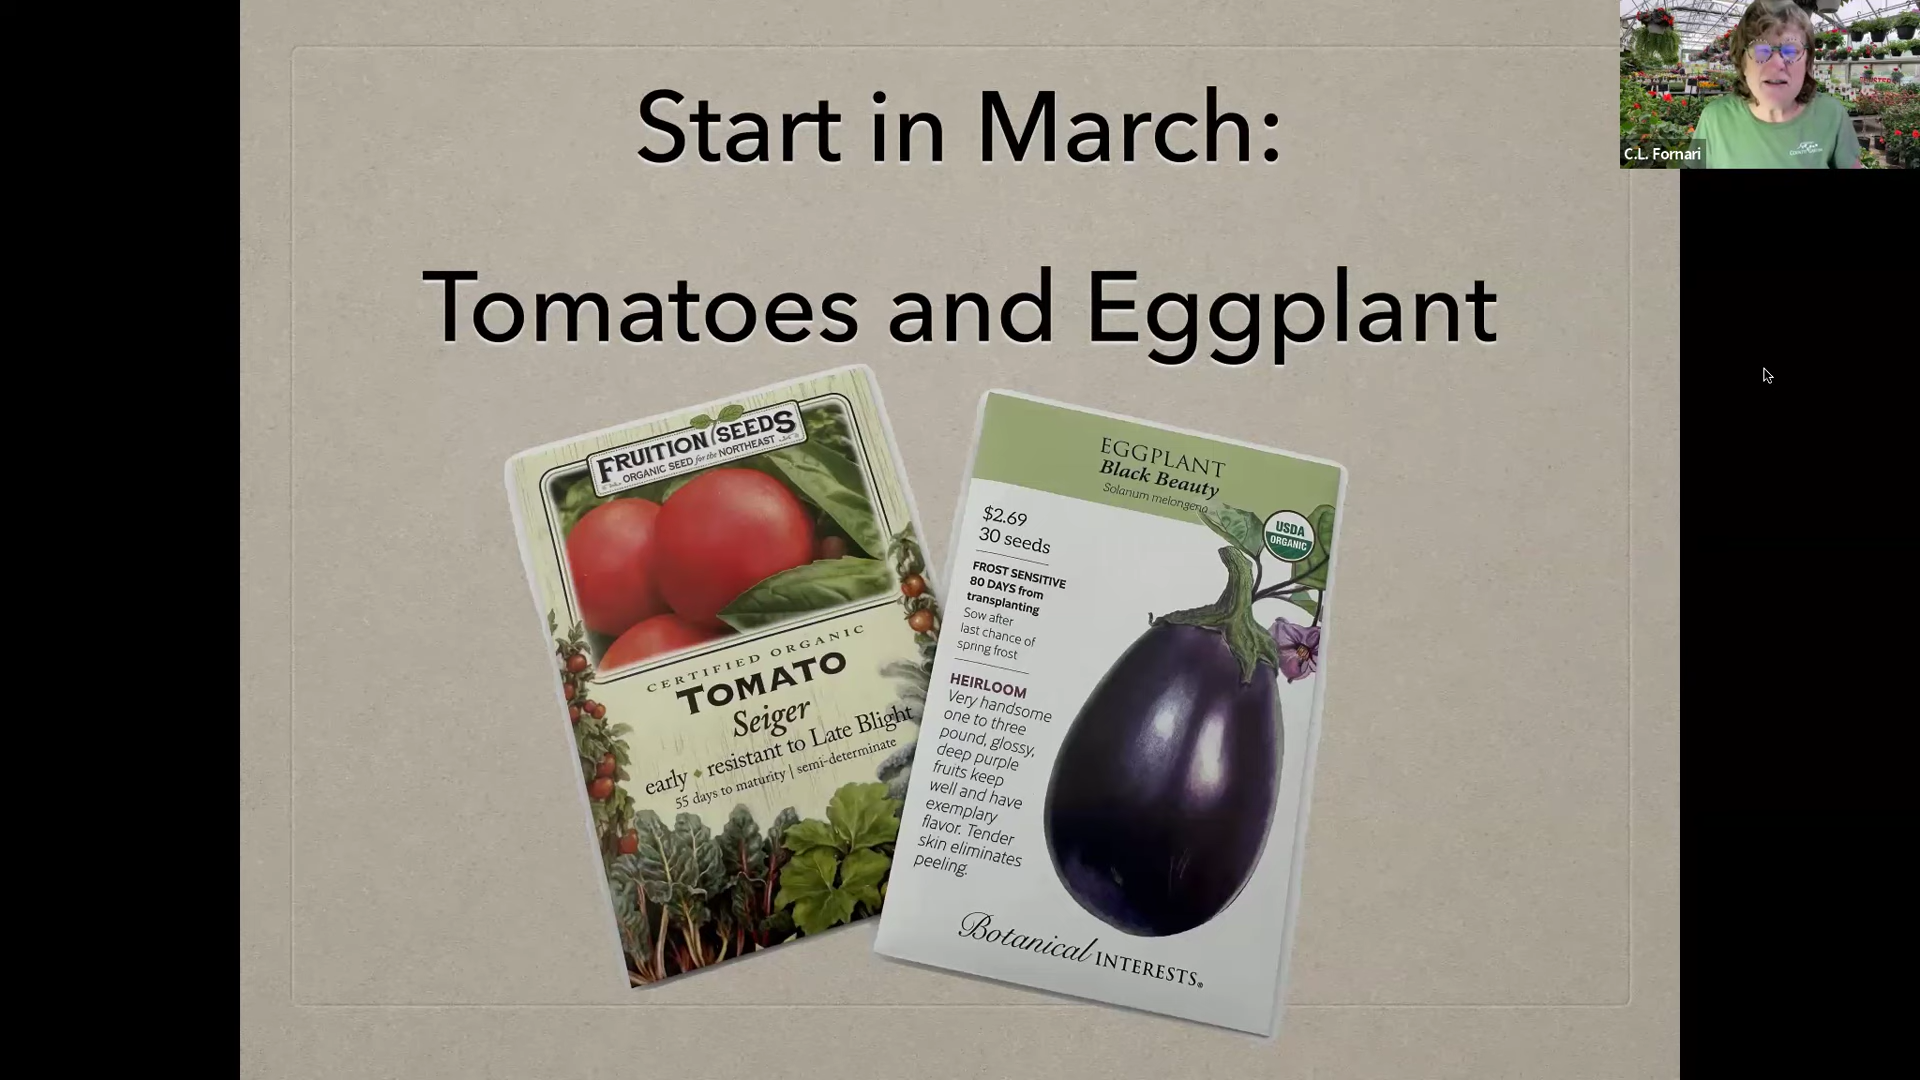 Start in March:
Tomatoes and Eggplant
C.L. Fornari
FRUITION SEEDS
ORGANIC SEED for the NORTHEAST
CERTIFIED ORGANIC
TOMATO
Seiger
early • resistant to Late Blight
55 days to maturity | semi-determinate
EGGPLANT
Black Beauty
Solanum melongena
$2.69
30 seeds
USDA
ORGANIC
FROST SENSITIVE
80 DAYS from
transplanting
Sow after
last chance of
spring frost
HEIRLOOM
Very handsome
one to three
pound, glossy,
deep purple
fruits keep
well and have
exemplary
flavor. Tender
skin eliminates
peeling.
Botanical INTERESTS®